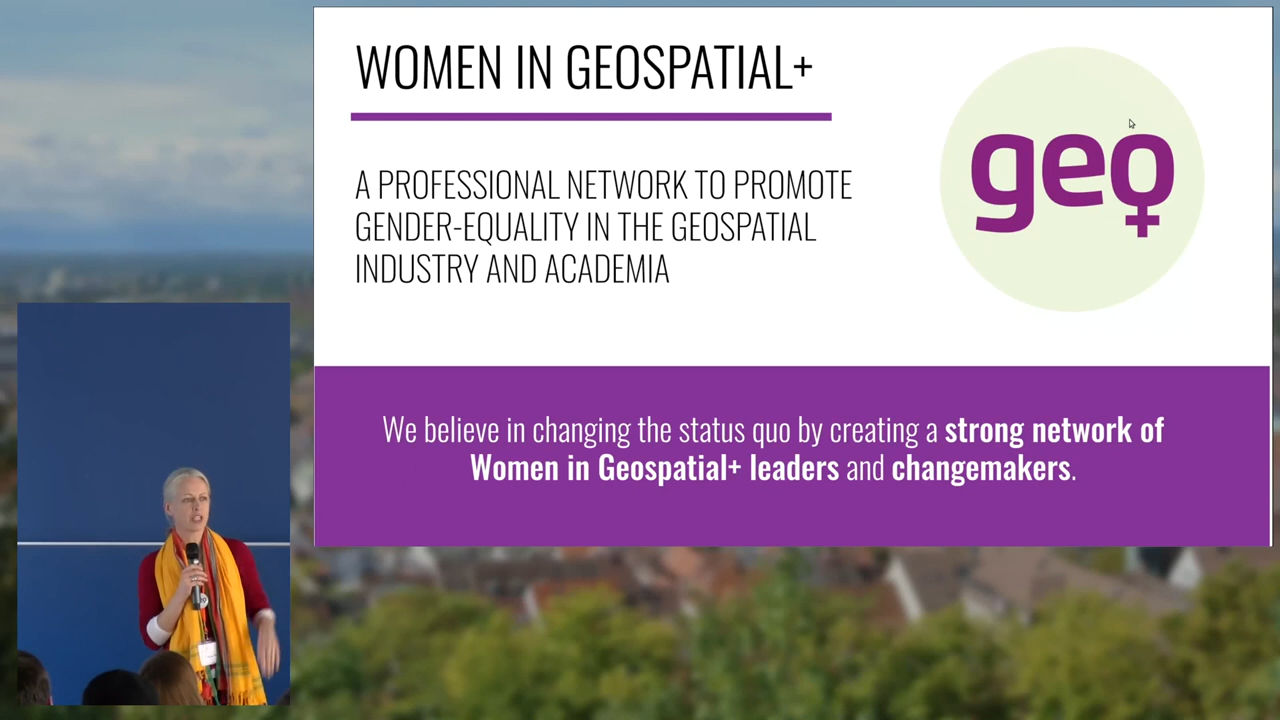 WOMEN IN GEOSPATIAL+
geo
A PROFESSIONAL NETWORK TO PROMOTE
GENDER-EQUALITY IN THE GEOSPATIAL
INDUSTRY AND ACADEMIA
We believe in changing the status quo by creating a strong network of
Women in Geospatial+ leaders and changemakers.